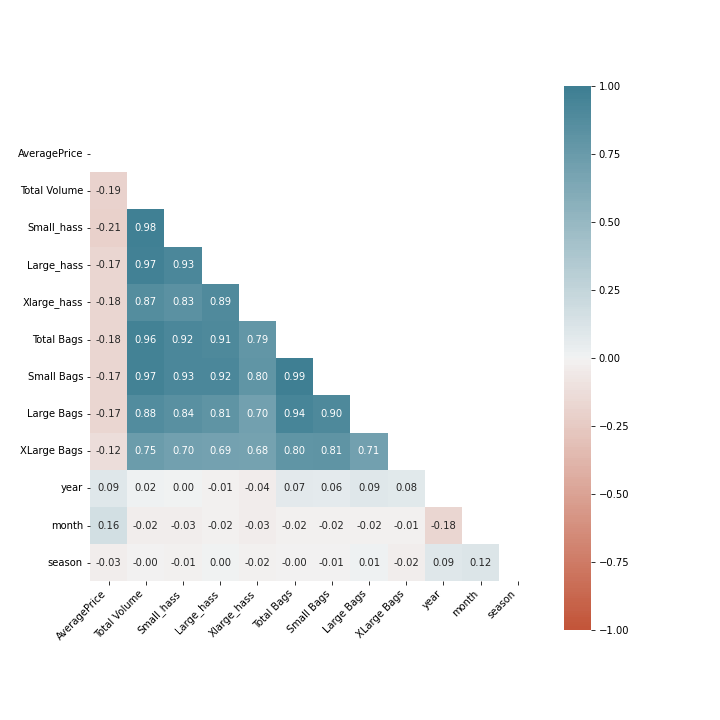 AveragePrice
Total Volume -0.19
Small_hass -0.21 0.98
Large_hass -0.17 0.97 0.93
Xlarge_hass -0.18 0.87 0.83 0.89
Total Bags -0.18 0.96 0.92 0.91 0.79
Small Bags -0.17 0.97 0.93 0.92 0.80 0.99
Large Bags -0.17 0.88 0.84 0.81 0.70 0.94 0.90
XLarge Bags -0.12 0.75 0.70 0.69 0.68 0.80 0.81 0.71
year 0.09 0.02 0.00 -0.01 -0.04 0.07 0.06 0.09 0.08
month 0.16 -0.02 -0.03 -0.02 -0.03 -0.02 -0.02 -0.02 -0.01 -0.18
season -0.03 -0.00 -0.01 0.00 -0.02 -0.00 -0.01 0.01 -0.02 0.09 0.12
AveragePrice Total Volume Small_hass Large_hass Xlarge_hass Total Bags Small Bags Large Bags XLarge Bags year month season
1.00
0.75
0.50
0.25
0.00
−0.25
−0.50
−0.75
−1.00